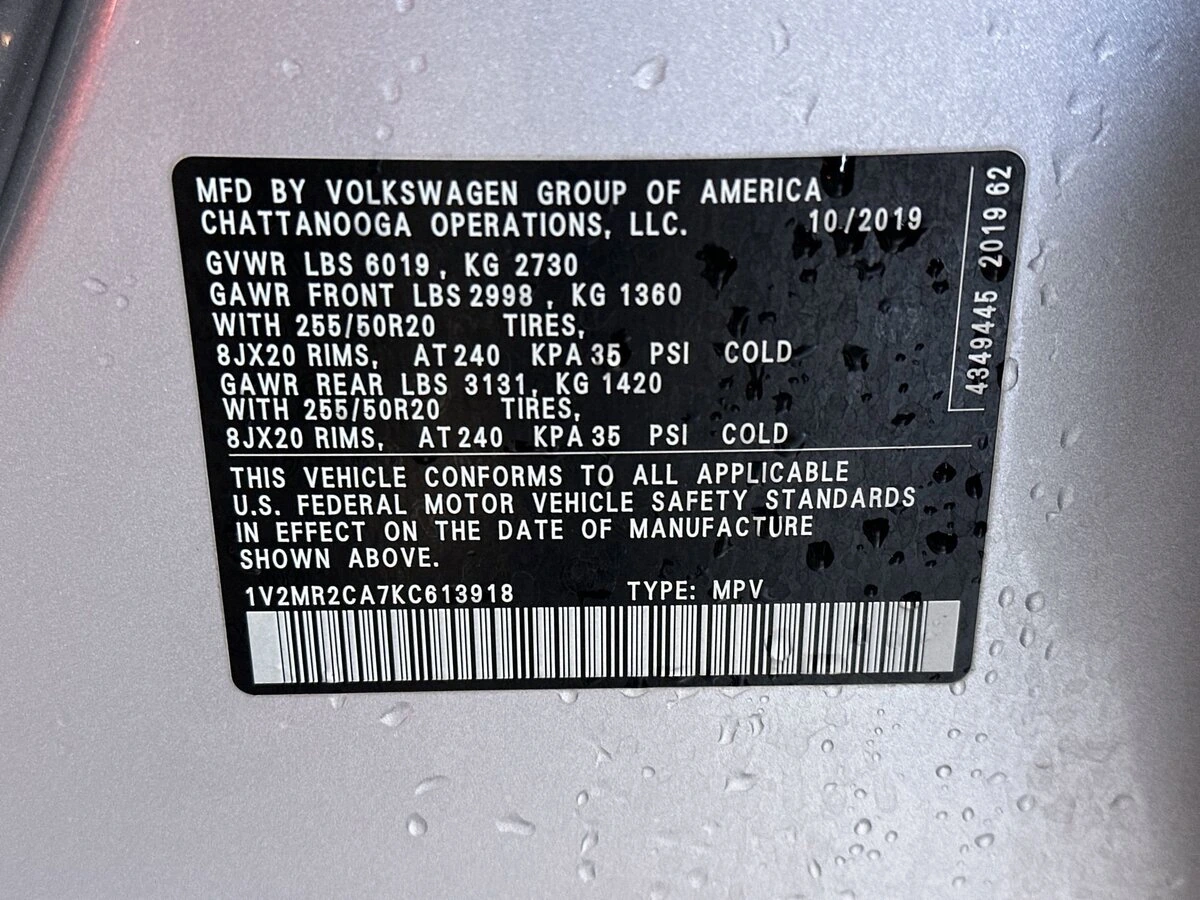 MFD BY VOLKSWAGEN GROUP OF AMERICA
CHATTANOOGA OPERATIONS, LLC. 10/2019
GVWR LBS 6019, KG 2730
GAWR FRONT LBS 2998, KG 1360
WITH 255/50R20 TIRES,
8JX20 RIMS, AT 240 KPA 35 PSI COLD
GAWR REAR LBS 3131, KG 1420
WITH 255/50R20 TIRES,
8JX20 RIMS, AT 240 KPA 35 PSI COLD
THIS VEHICLE CONFORMS TO ALL APPLICABLE
U.S. FEDERAL MOTOR VEHICLE SAFETY STANDARDS
IN EFFECT ON THE DATE OF MANUFACTURE
SHOWN ABOVE.
1V2MR2CA7KC613918 TYPE: MPV
4349445 2019 62